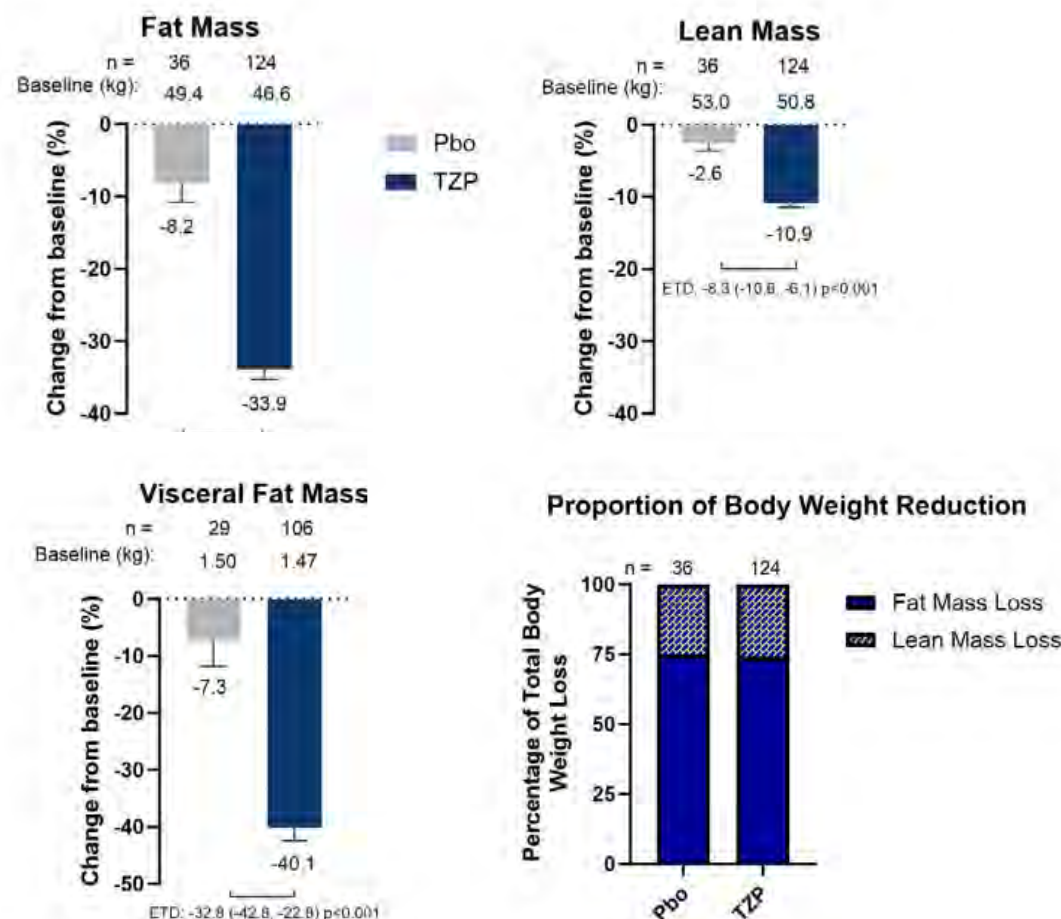 Fat Mass
n = 36 124
Baseline (kg): 49.4 46.6
Change from baseline (%)
0
-10
-20
-30
-40
-8.2
-33.9
Pbo
TZP
Lean Mass
n = 36 124
Baseline (kg): 53.0 50.8
Change from baseline (%)
0
-10
-20
-30
-40
-2.6
-10.9
ETD: -8.3 (-10.6, -6.1) p<0.001
Visceral Fat Mass
n = 29 106
Baseline (kg): 1.50 1.47
Change from baseline (%)
0
-10
-20
-30
-40
-50
-7.3
-40.1
ETD: -32.8 (-42.8, -22.8) p<0.001
Proportion of Body Weight Reduction
n = 36 124
Percentage of Total Body
Weight Loss
100
75
50
25
0
Pbo
TZP
Fat Mass Loss
Lean Mass Loss